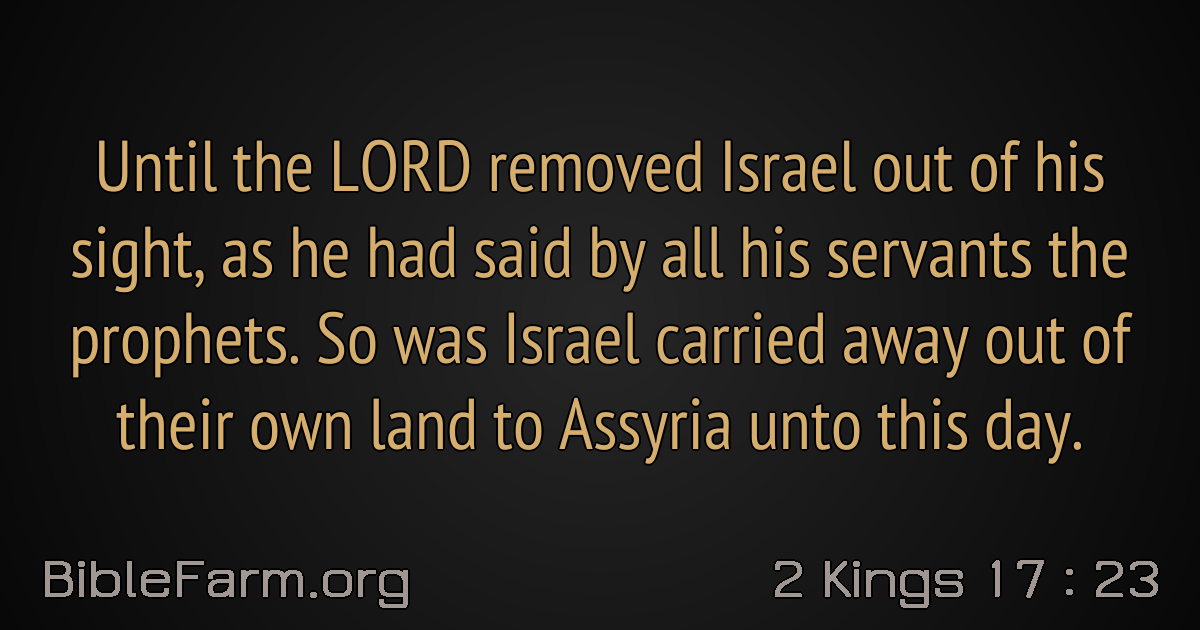 Until the LORD removed Israel out of his
sight, as he had said by all his servants the
prophets. So was Israel carried away out of
their own land to Assyria unto this day.
BibleFarm.org
2 Kings 17 : 23